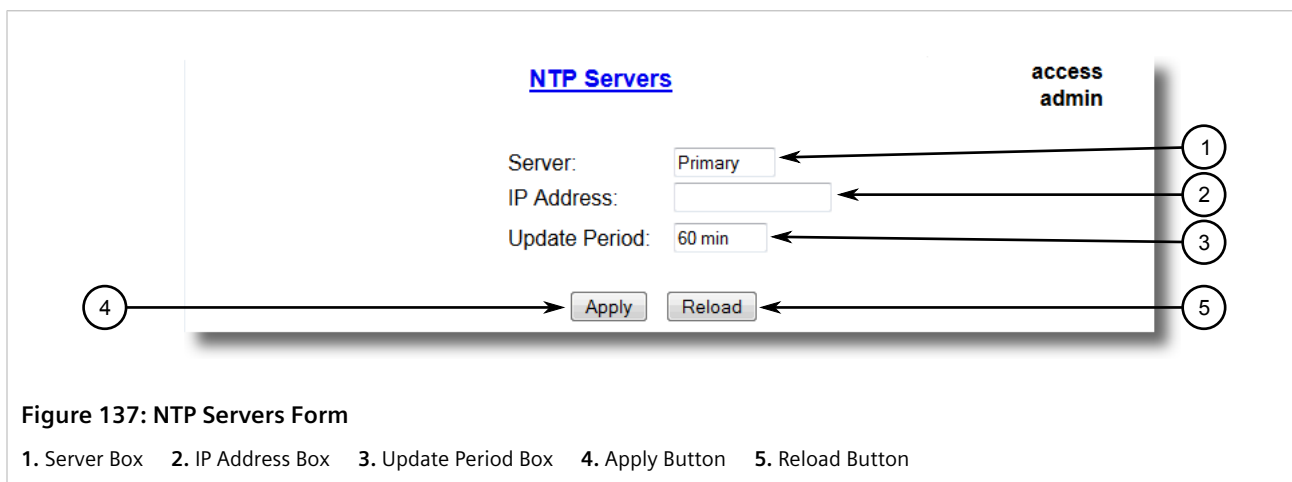 NTP Servers
access
admin
Server: Primary
1
IP Address:
2
Update Period: 60 min
3
4
Apply Reload
5
Figure 137: NTP Servers Form
1. Server Box 2. IP Address Box 3. Update Period Box 4. Apply Button 5. Reload Button